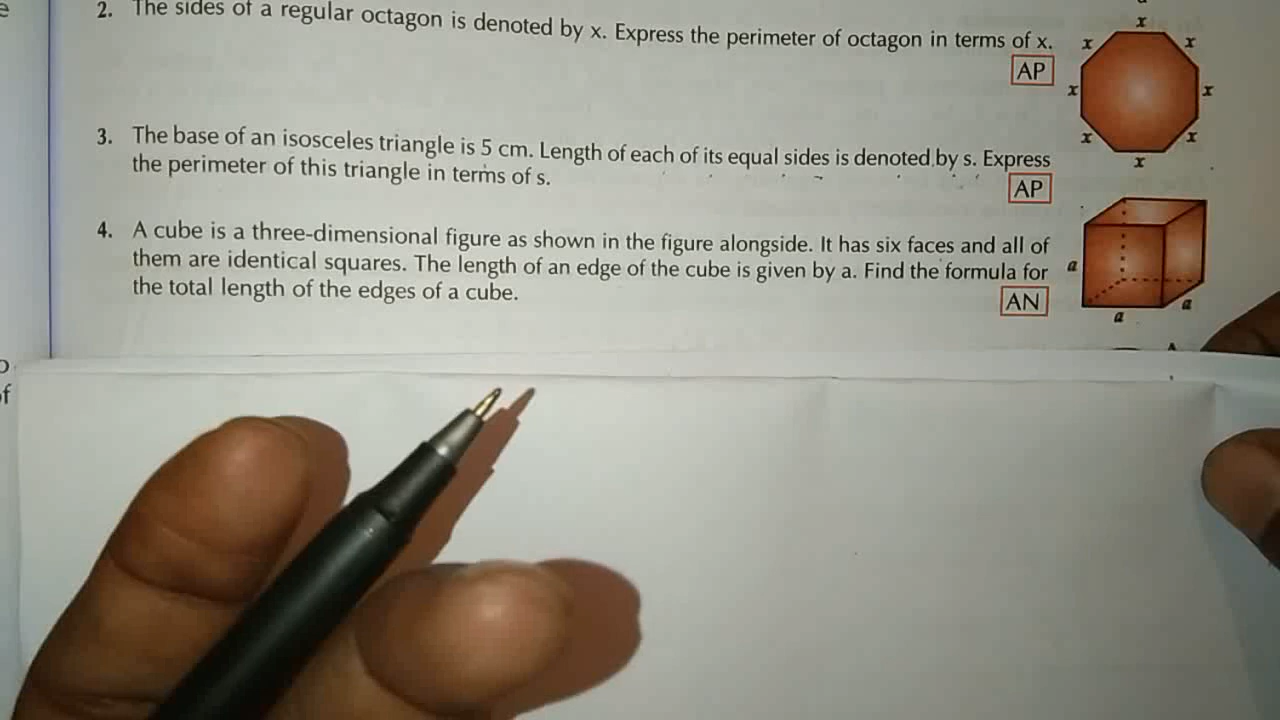 2. The sides of a regular octagon is denoted by x. Express the perimeter of octagon in terms of x.
AP
x
x
x
x
x
x
x
x
3. The base of an isosceles triangle is 5 cm. Length of each of its equal sides is denoted by s. Express
the perimeter of this triangle in terms of s.
AP
4. A cube is a three-dimensional figure as shown in the figure alongside. It has six faces and all of
them are identical squares. The length of an edge of the cube is given by a. Find the formula for
the total length of the edges of a cube.
AN
a
a
a